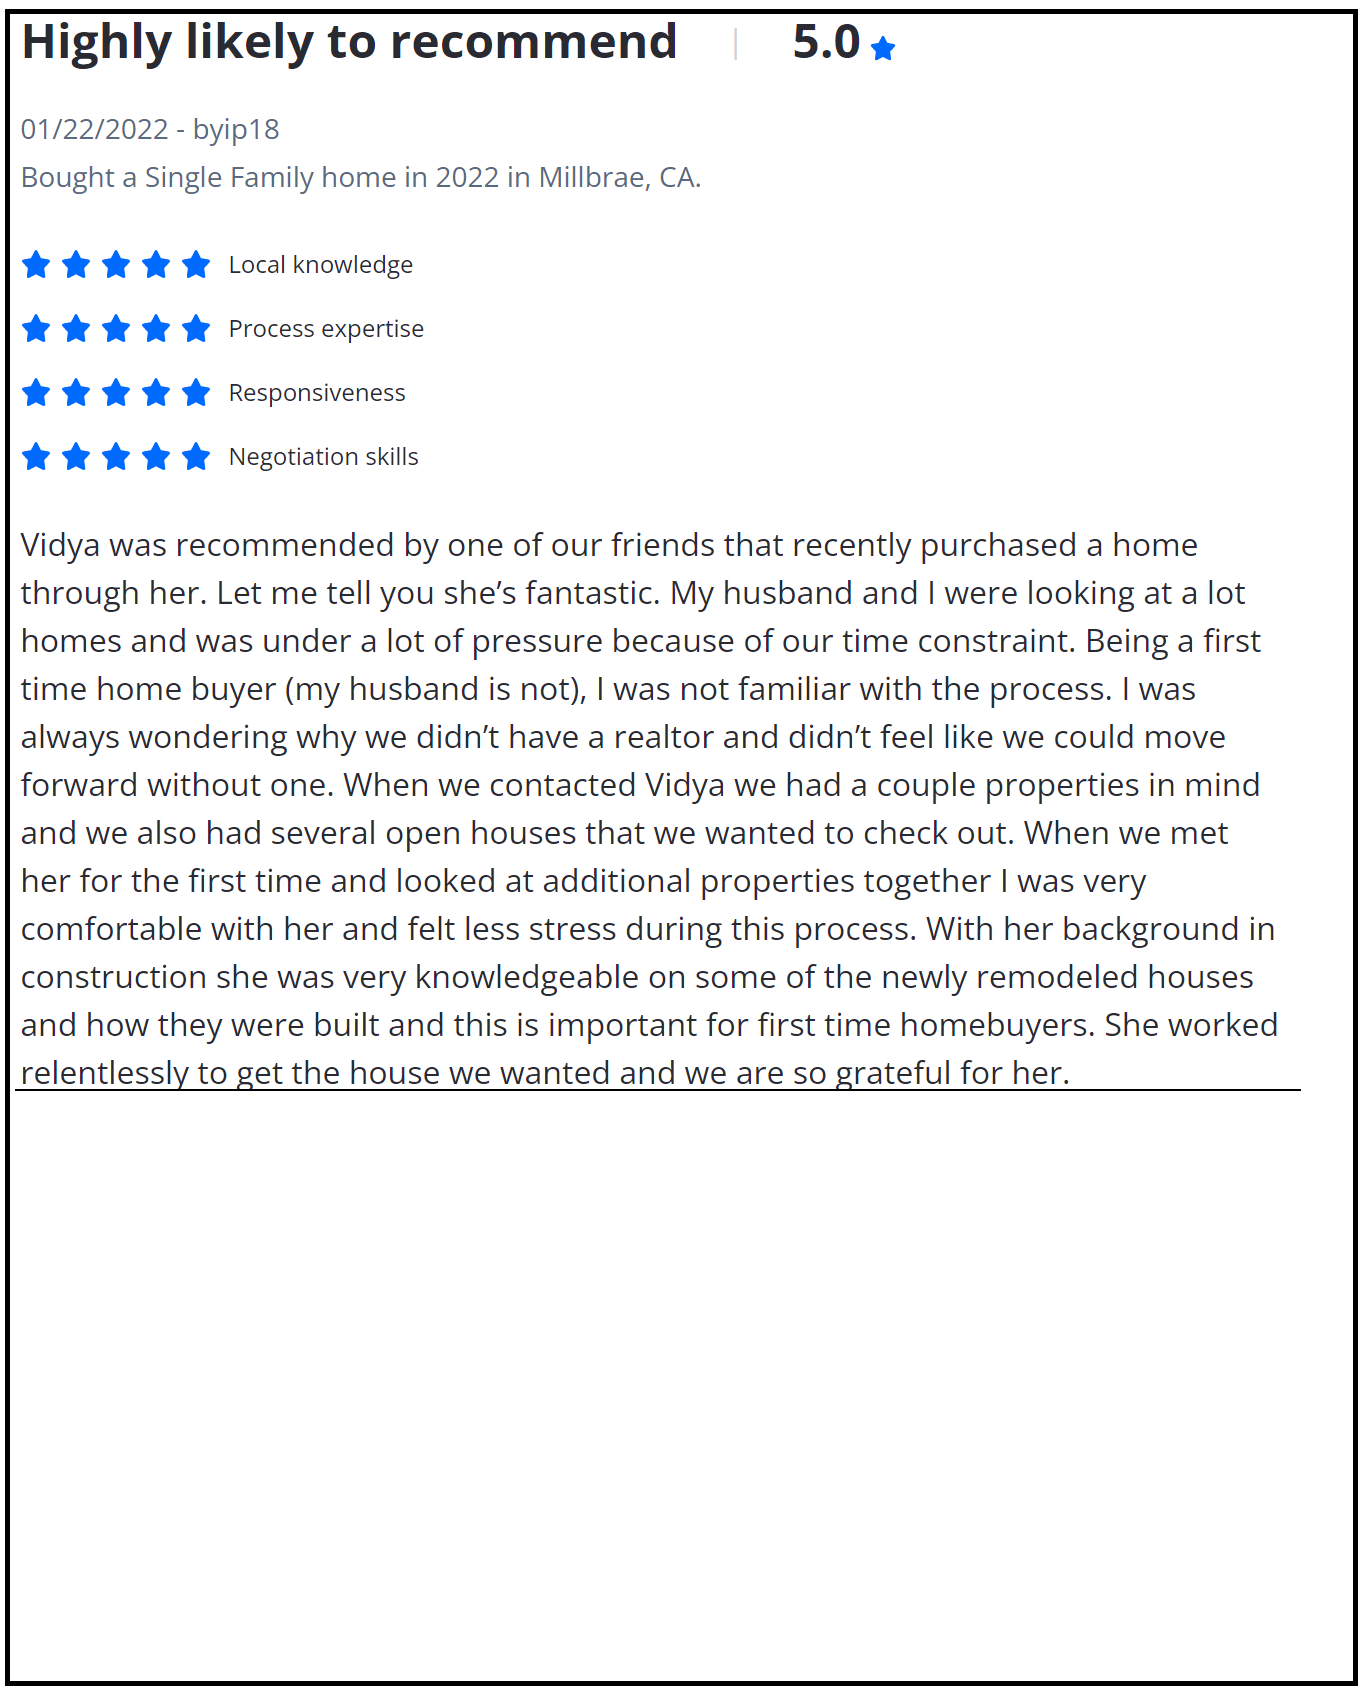 Highly likely to recommend | 5.0
01/22/2022 - byip18
Bought a Single Family home in 2022 in Millbrae, CA.
Local knowledge
Process expertise
Responsiveness
Negotiation skills
Vidya was recommended by one of our friends that recently purchased a home
through her. Let me tell you she’s fantastic. My husband and I were looking at a lot
homes and was under a lot of pressure because of our time constraint. Being a first
time home buyer (my husband is not), I was not familiar with the process. I was
always wondering why we didn’t have a realtor and didn’t feel like we could move
forward without one. When we contacted Vidya we had a couple properties in mind
and we also had several open houses that we wanted to check out. When we met
her for the first time and looked at additional properties together I was very
comfortable with her and felt less stress during this process. With her background in
construction she was very knowledgeable on some of the newly remodeled houses
and how they were built and this is important for first time homebuyers. She worked
relentlessly to get the house we wanted and we are so grateful for her.